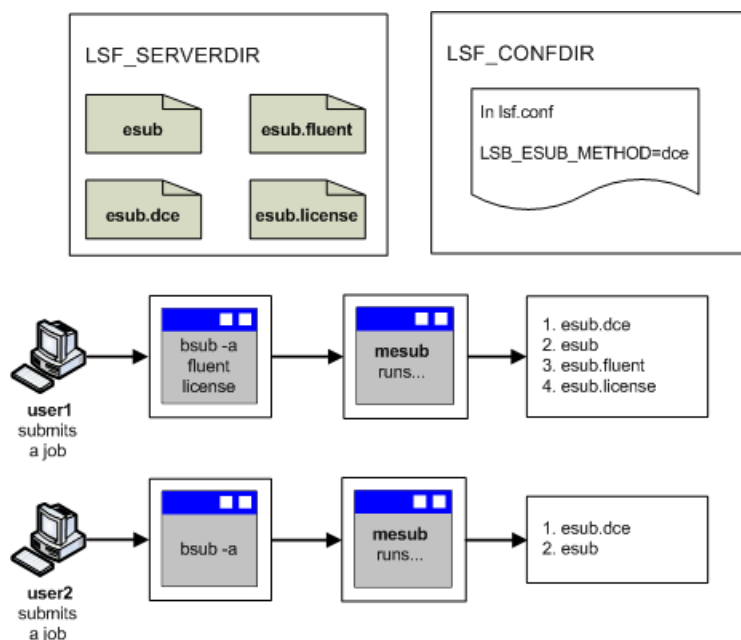 LSF_SERVERDIR
esub
esub.fluent
esub.dce
esub.license
LSF_CONFDIR
In lsf.conf
LSB_ESUB_METHOD=dce
user1
submits
a job
bsub -a
fluent
license
mesub
runs...
1. esub.dce
2. esub
3. esub.fluent
4. esub.license
user2
submits
a job
bsub -a
mesub
runs...
1. esub.dce
2. esub